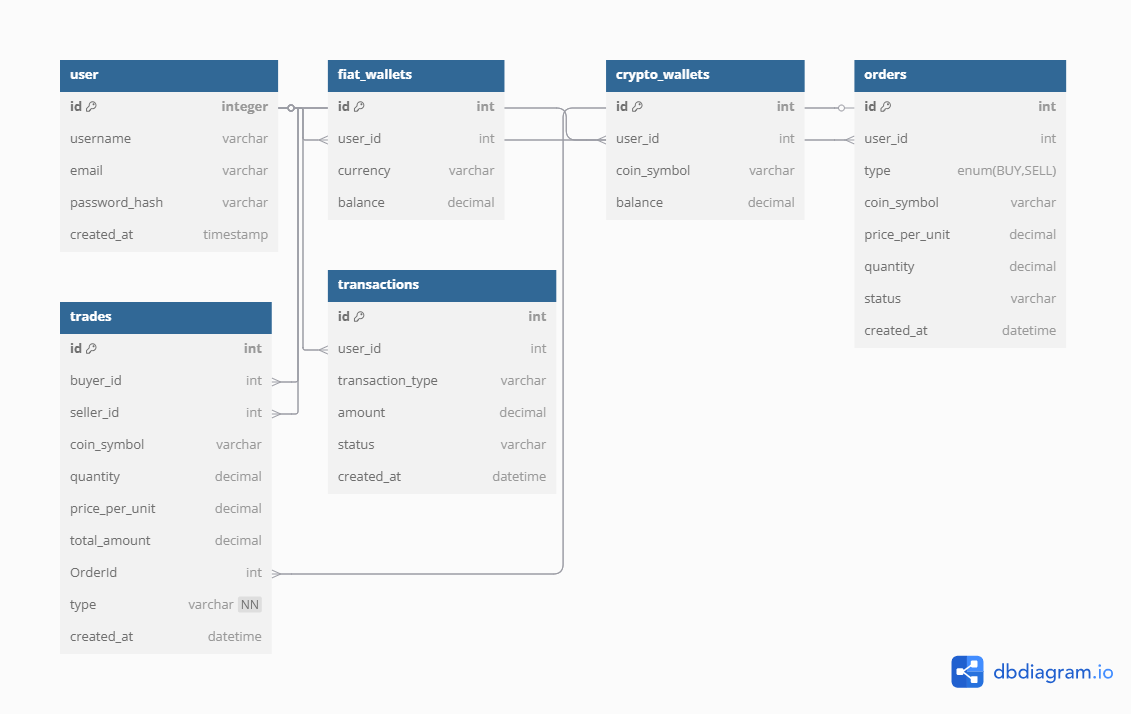 user
id integer
username varchar
email varchar
password_hash varchar
created_at timestamp
fiat_wallets
id int
user_id int
currency varchar
balance decimal
crypto_wallets
id int
user_id int
coin_symbol varchar
balance decimal
orders
id int
user_id int
type enum(BUY,SELL)
coin_symbol varchar
price_per_unit decimal
quantity decimal
status varchar
created_at datetime
trades
id int
buyer_id int
seller_id int
coin_symbol varchar
quantity decimal
price_per_unit decimal
total_amount decimal
OrderId int
type varchar NN
created_at datetime
transactions
id int
user_id int
transaction_type varchar
amount decimal
status varchar
created_at datetime
dbdiagram.io